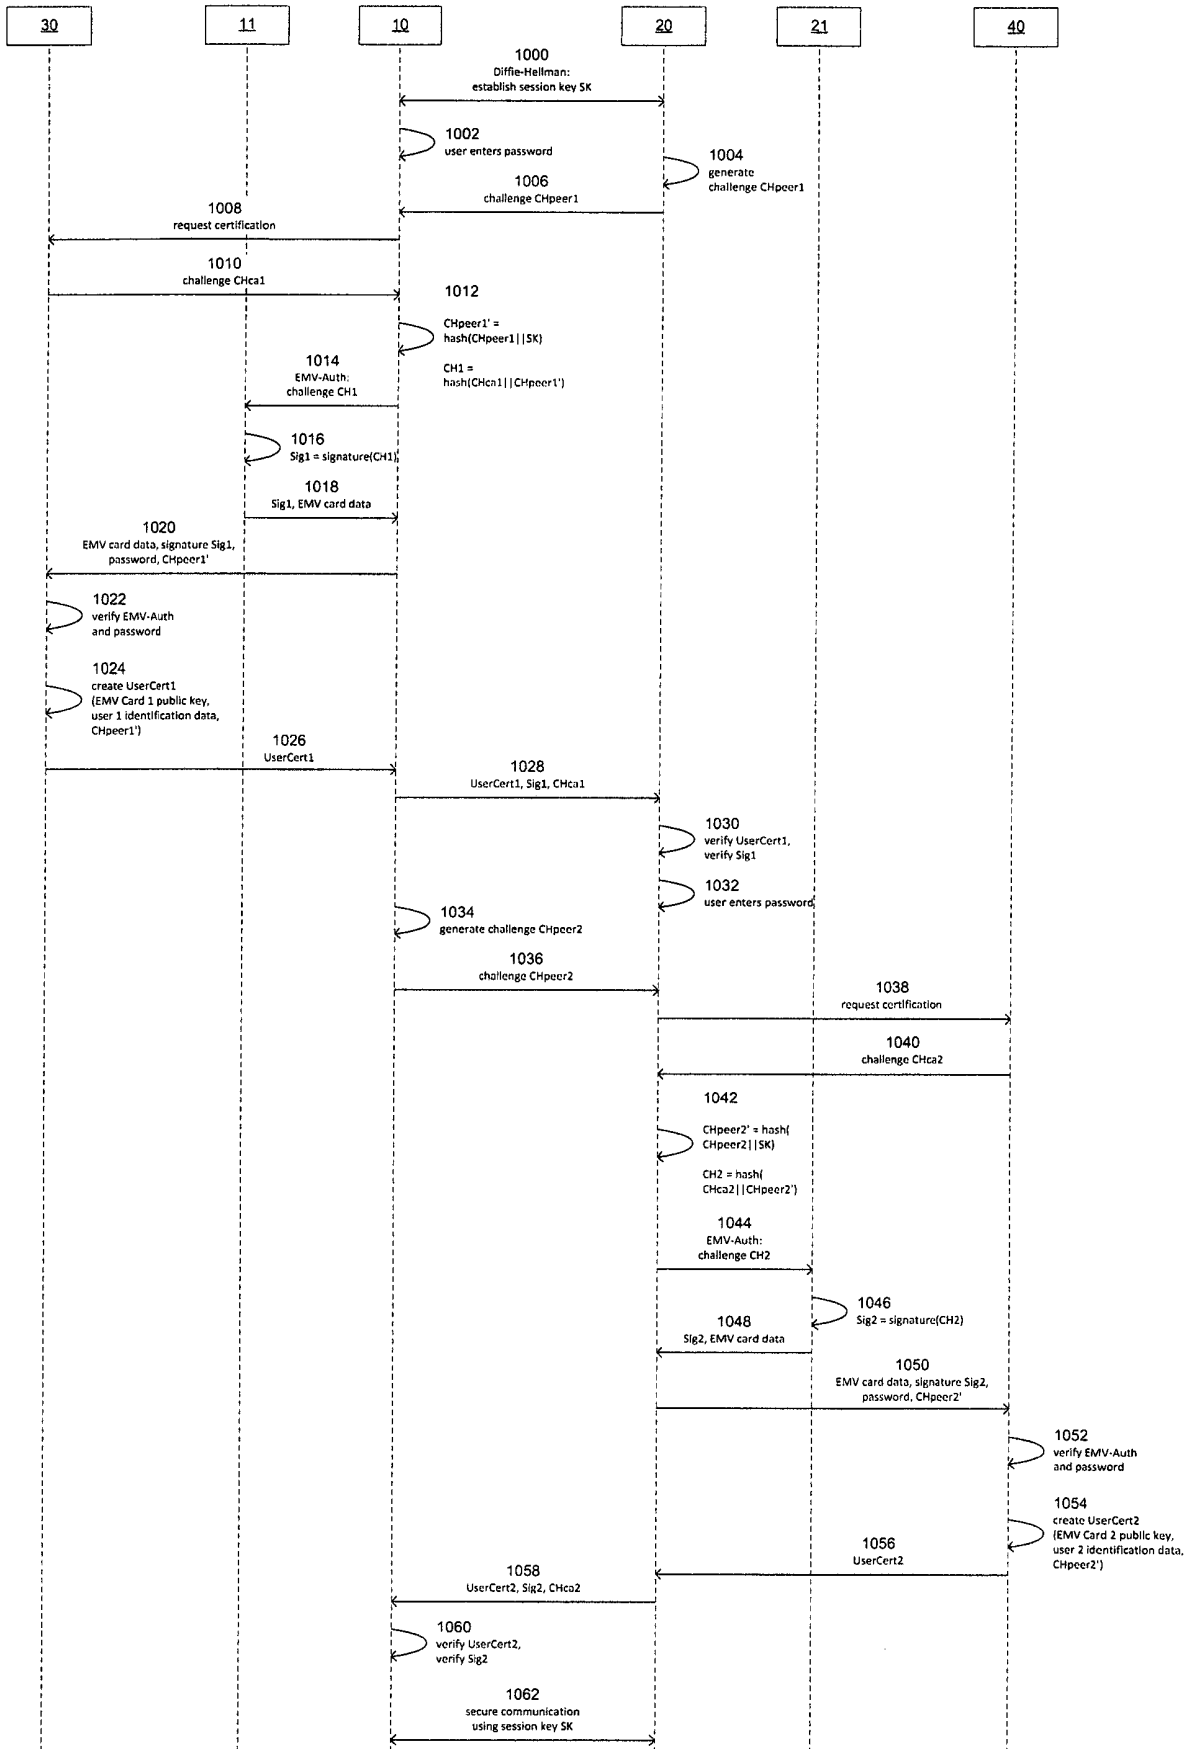 30
11
10
20
21
40
1000
Diffie-Hellman:
establish session key SK
1002
user enters password
1004
generate
challenge CHpeer1
1006
challenge CHpeer1
1008
request certification
1010
challenge CHca1
1012
CHpeer1' =
hash(CHpeer1||SK)
CH1 =
hash(CHca1||CHpeer1')
1014
EMV-Auth:
challenge CH1
1016
Sig1 = signature(CH1)
1018
Sig1, EMV card data
1020
EMV card data, signature Sig1,
password, CHpeer1'
1022
verify EMV-Auth
and password
1024
create UserCert1
(EMV Card 1 public key,
user 1 identification data,
CHpeer1')
1026
UserCert1
1028
UserCert1, Sig1, CHca1
1030
verify UserCert1,
verify Sig1
1032
user enters password
1034
generate challenge CHpeer2
1036
challenge CHpeer2
1038
request certification
1040
challenge CHca2
1042
CHpeer2' = hash(
CHpeer2||SK)
CH2 = hash(
CHca2||CHpeer2')
1044
EMV-Auth:
challenge CH2
1046
Sig2 = signature(CH2)
1048
Sig2, EMV card data
1050
EMV card data, signature Sig2,
password, CHpeer2'
1052
verify EMV-Auth
and password
1054
create UserCert2
(EMV Card 2 public key,
user 2 identification data,
CHpeer2')
1056
UserCert2
1058
UserCert2, Sig2, CHca2
1060
verify UserCert2,
verify Sig2
1062
secure communication
using session key SK